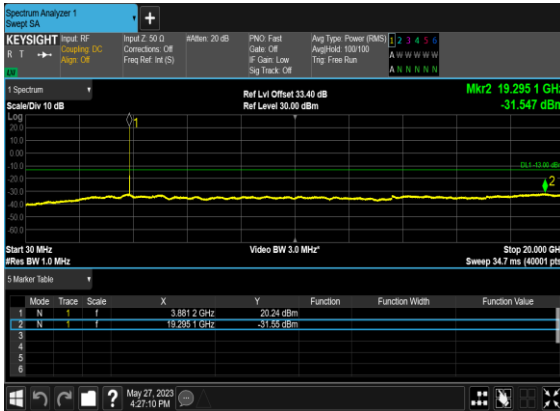 Spectrum Analyzer 1
Swept SA
+
KEYSIGHT Input: RF Input Z: 50 Ω #Atten: 20 dB PNO: Fast Avg Type: Power (RMS) 1 2 3 4 5 6
R T Coupling: DC Corrections: Off Gate: Off Avg|Hold: 100/100 A W W W W W
Align: Off Freq Ref: Int (S) IF Gain: Low Trig: Free Run
LXI Sig Track: Off A N N N N N
1 Spectrum Ref Lvl Offset 33.40 dB Mkr2 19.295 1 GHz
Scale/Div 10 dB Ref Level 30.00 dBm -31.547 dBm
Log
20.0
10.0
0.00
-10.0
-20.0
-30.0
-40.0
-50.0
-60.0
1
DL1 -13.00 dBm
2
Start 30 MHz Video BW 3.0 MHz* Stop 20.000 GH
#Res BW 1.0 MHz Sweep 34.7 ms (40001 pts
5 Marker Table
Mode Trace Scale X Y Function Function Width Function Value
1 N 1 f 3.881 2 GHz 20.24 dBm
2 N 1 f 19.295 1 GHz -31.55 dBm
3
4
5
6
? May 27, 2023
4:27:10 PM